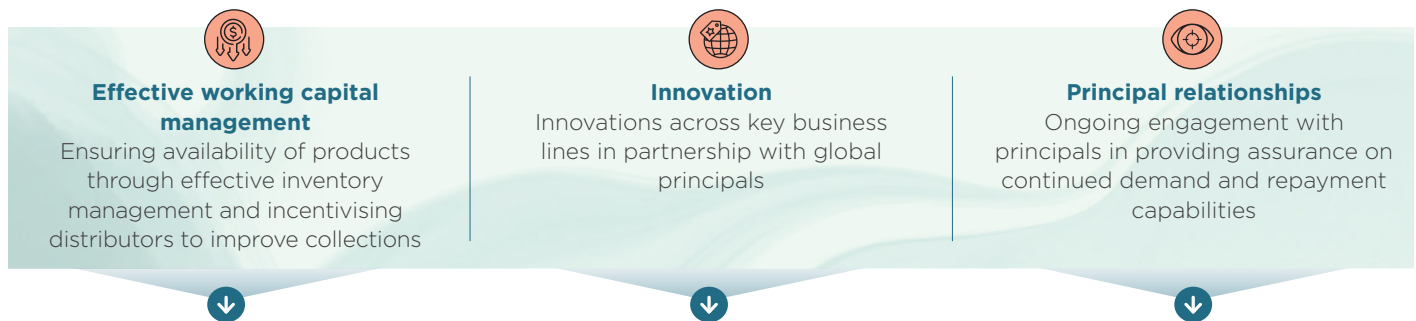 Effective working capital
management
Ensuring availability of products
through effective inventory
management and incentivising
distributors to improve collections
Innovation
Innovations across key business
lines in partnership with global
principals
Principal relationships
Ongoing engagement with
principals in providing assurance on
continued demand and repayment
capabilities